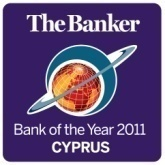 The Banker
Bank of the Year 2011
CYPRUS